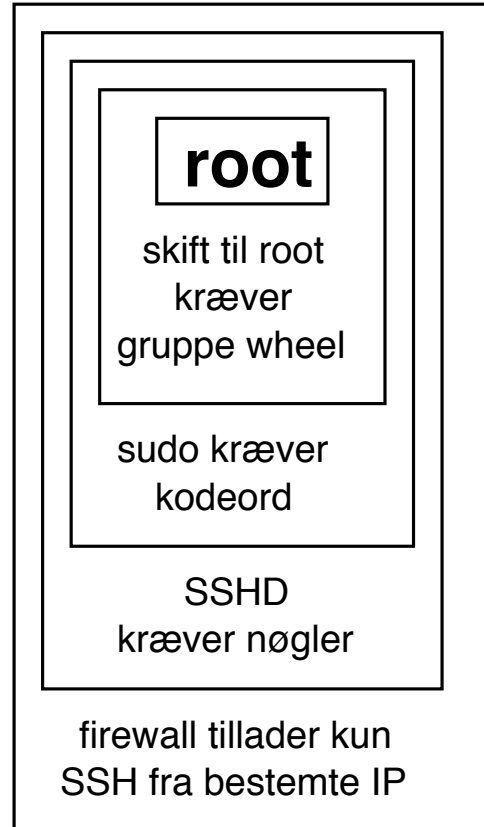 root
skift til root
kræver
gruppe wheel
sudo kræver
kodeord
SSHD
kræver nøgler
firewall tillader kun
SSH fra bestemte IP